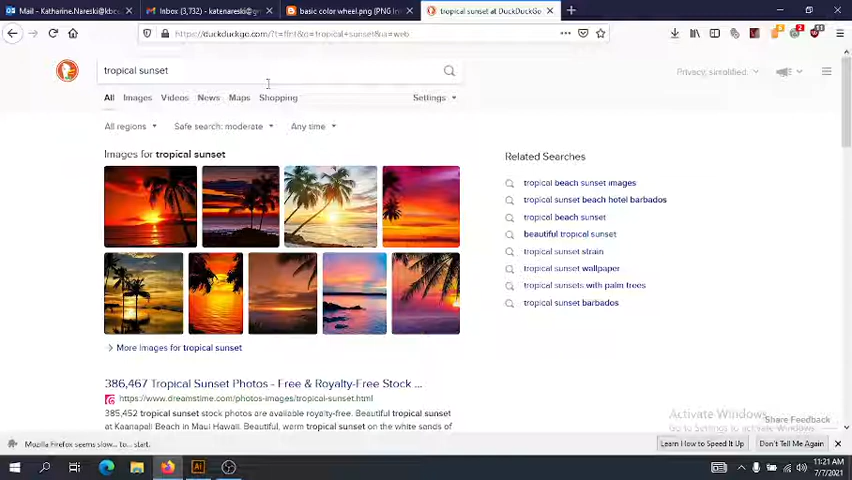 Mail - Katharine.Nareski@kbc
Inbox (3,732) - katenareski@gm
basic color wheel.png (PNG Im
tropical sunset at DuckDuckGo
https://duckduckgo.com/?t=ffnt&q=tropical+sunset&ia=web
tropical sunset
Privacy, simplified.
All Images Videos News Maps Shopping Settings
All regions Safe search: moderate Any time
Images for tropical sunset
Related Searches
tropical beach sunset images
tropical sunset beach hotel barbados
tropical beach sunset
beautiful tropical sunset
tropical sunset strain
tropical sunset wallpaper
tropical sunsets with palm trees
tropical sunset barbados
More Images for tropical sunset
386,467 Tropical Sunset Photos - Free & Royalty-Free Stock ...
https://www.dreamstime.com/photos-images/tropical-sunset.html
385,452 tropical sunset stock photos are available royalty-free. Beautiful tropical sunset
at Kaanapali Beach in Maui Hawaii. Beautiful, warm tropical sunset on the white sands of
Activate Windows
Go to Settings to activate Windows.
Share Feedback
Mozilla Firefox seems slow... to... start.
Learn How to Speed It Up
Don't Tell Me Again
Ai
11:21 AM
7/7/2021